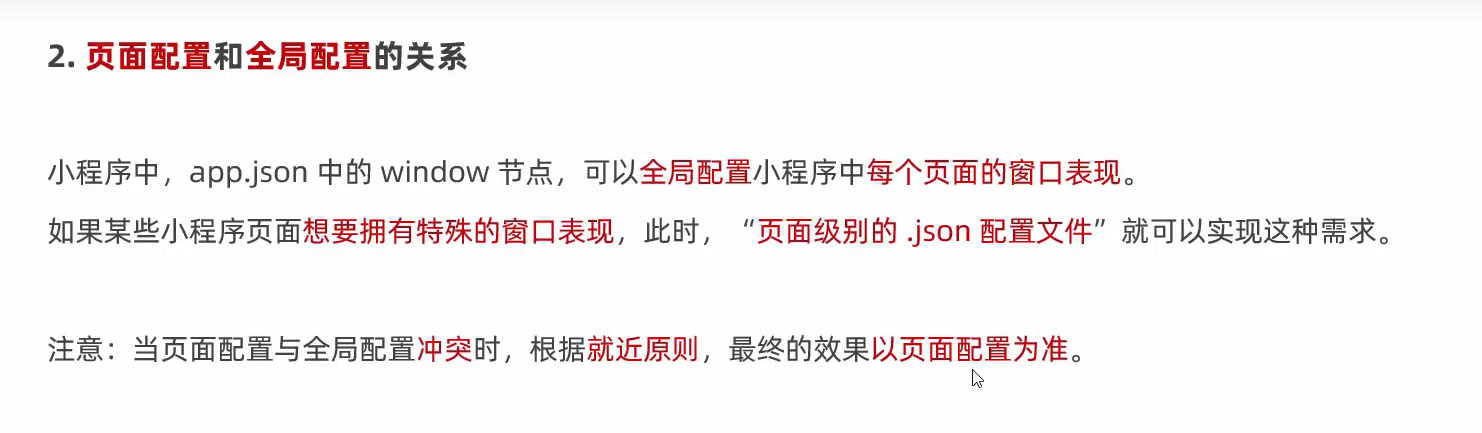 2. 页面配置和全局配置的关系
小程序中，app.json 中的 window 节点，可以全局配置小程序中每个页面的窗口表现。
如果某些小程序页面想要拥有特殊的窗口表现，此时，“页面级别的 .json 配置文件”就可以实现这种需求。
注意：当页面配置与全局配置冲突时，根据就近原则，最终的效果以页面配置为准。